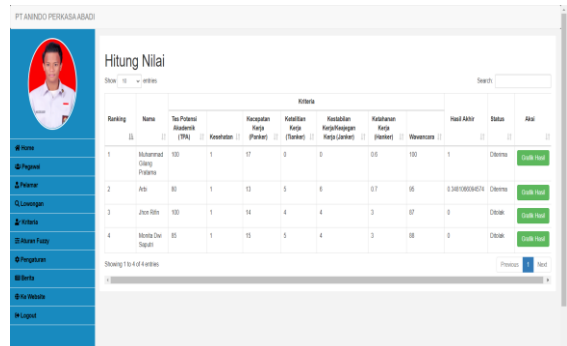 PT ANINDO PERKASA ABADI
Home
Pegawai
Pelamar
Lowongan
Kriteria
Aturan Fuzzy
Pengaturan
Berita
Ke Website
Logout
Hitung Nilai
Show 10 entries
Search:
Kriteria
Ranking Nama Tes Potensi Akademik (TPA) Kesehatan Kecepatan Kerja (Panker) Ketelitian Kerja (Tianker) Kestabilan Kerja/Keajegan Kerja (Janker) Ketahanan Kerja (Hanker) Wawancara Hasil Akhir Status Aksi
1 Muhammad Gilang Pratama 100 1 17 0 0 0.0 100 1 Diterima Grafik Hasil
2 Arbi 80 1 13 5 6 0.7 95 Diterima Grafik Hasil
3 Jhon Rifin 100 1 14 4 4 3 87 0 Ditolak Grafik Hasil
4 Monita Dwi Saputri 85 1 15 5 4 3 88 0 Ditolak Grafik Hasil
Showing 1 to 4 of 4 entries
Previous 1 Next